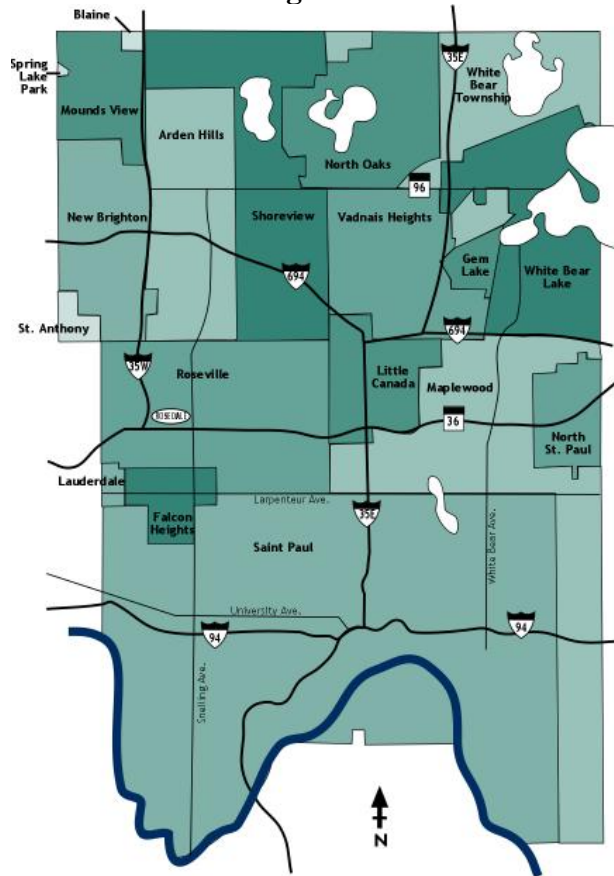 Blaine
Spring
Lake
Park
35E
White
Bear
Township
Mounds View
Arden Hills
North Oaks
96
New Brighton
Shoreview
Vadnais Heights
Gem
Lake
694
White Bear
Lake
St. Anthony
694
35W
Roseville
Little
Canada
Maplewood
ROSEDALE
36
North
St. Paul
Lauderdale
Larpenteur Ave.
Falcon
Heights
35E
Saint Paul
White Bear Ave.
University Ave.
94
94
Snelling Ave.
N